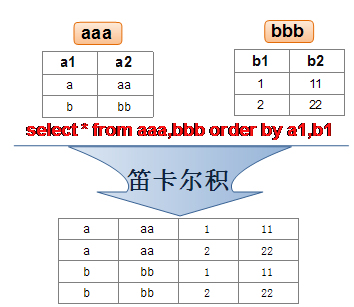 aaa bbb
a1 a2 b1 b2
a aa 1 11
b bb 2 22
select * from aaa,bbb order by a1,b1
笛卡尔积
a aa 1 11
a aa 2 22
b bb 1 11
b bb 2 22